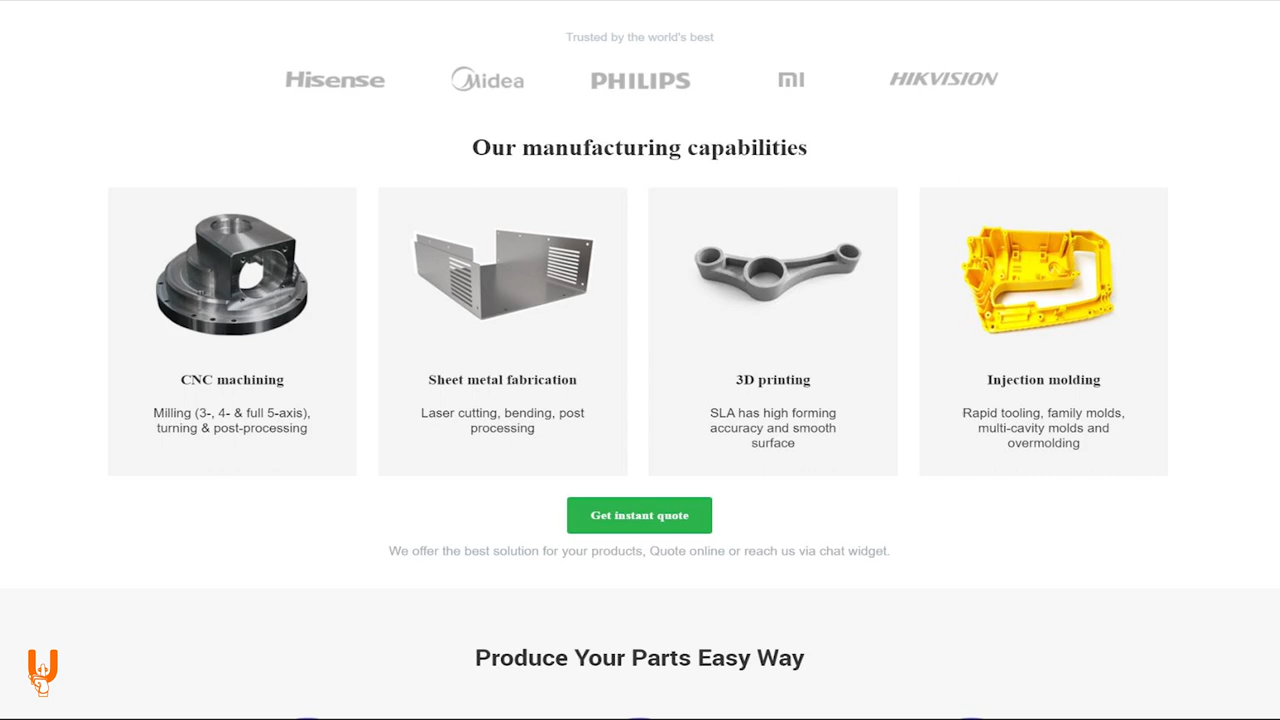 Trusted by the world's best
Hisense
Midea
PHILIPS
MI
HIKVISION
Our manufacturing capabilities
CNC machining
Milling (3-, 4- & full 5-axis),
turning & post-processing
Sheet metal fabrication
Laser cutting, bending, post
processing
3D printing
SLA has high forming
accuracy and smooth
surface
Injection molding
Rapid tooling, family molds,
multi-cavity molds and
overmolding
Get instant quote
We offer the best solution for your products, Quote online or reach us via chat widget.
Produce Your Parts Easy Way